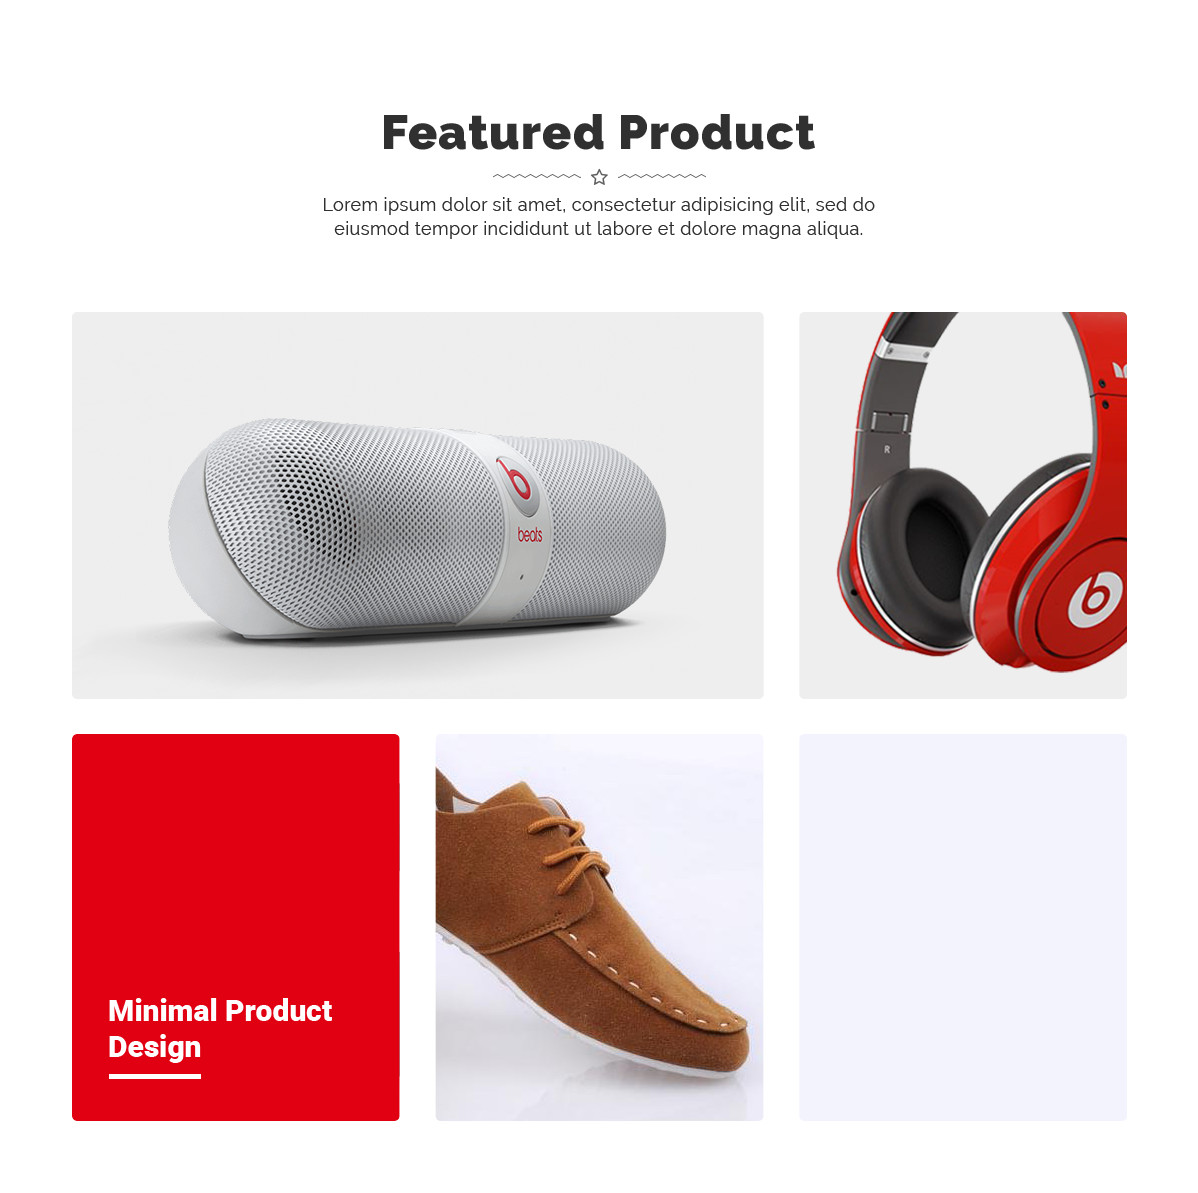 Featured Product
Lorem ipsum dolor sit amet, consectetur adipisicing elit, sed do
eiusmod tempor incididunt ut labore et dolore magna aliqua.
b
beats
R
b
Minimal Product
Design